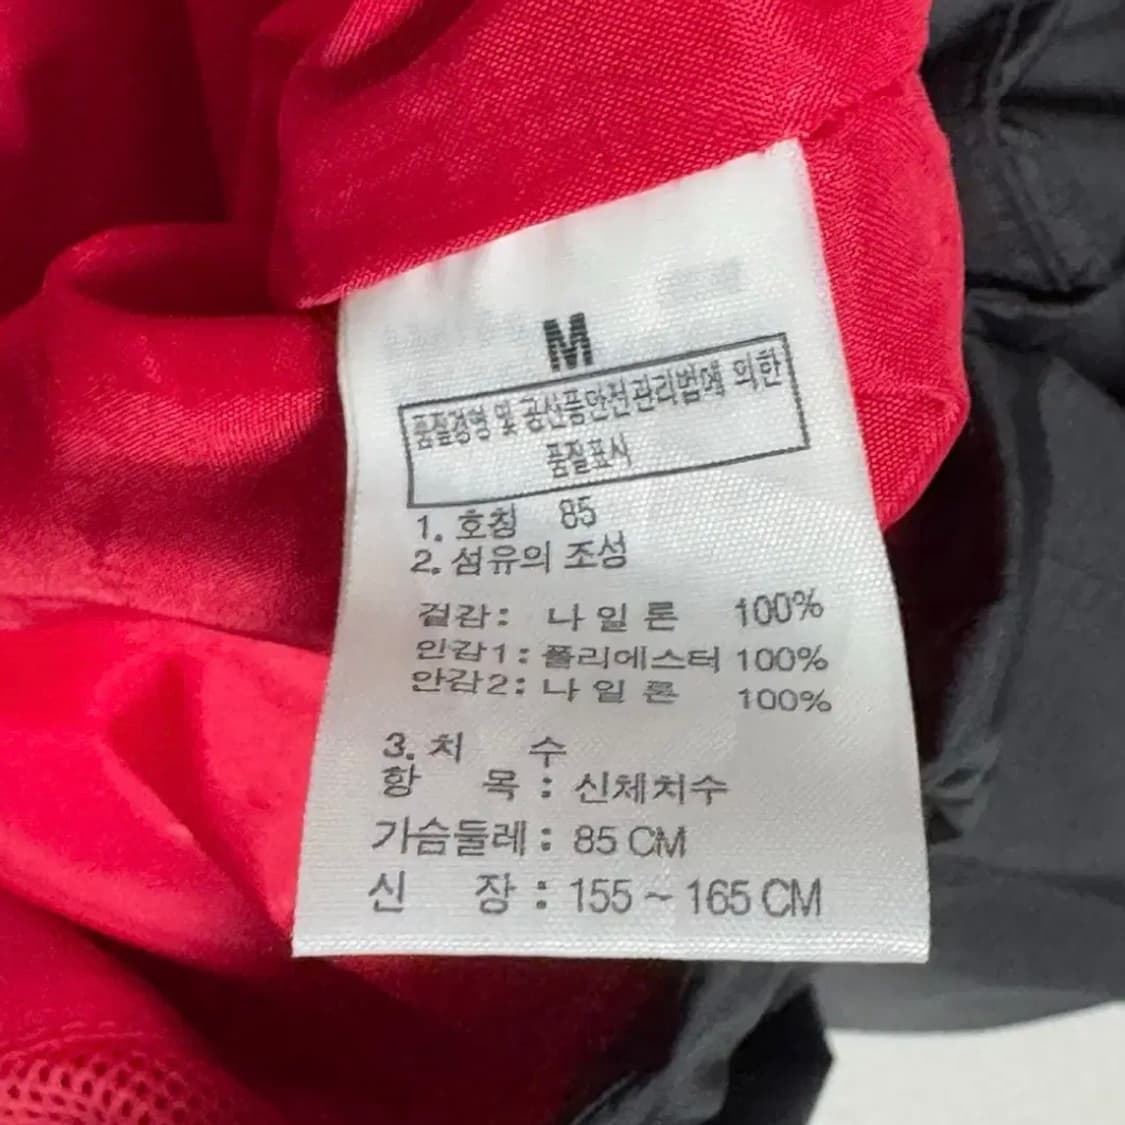 M
품질경영 및 공산품안전관리법에 의한
품질표시
1. 호칭 85
2. 섬유의 조성
겉감: 나일론 100%
안감1: 폴리에스터 100%
안감2: 나일론 100%
3. 치 수
항 목 : 신체치수
가슴둘레 : 85 CM
신 장 : 155 ~ 165 CM